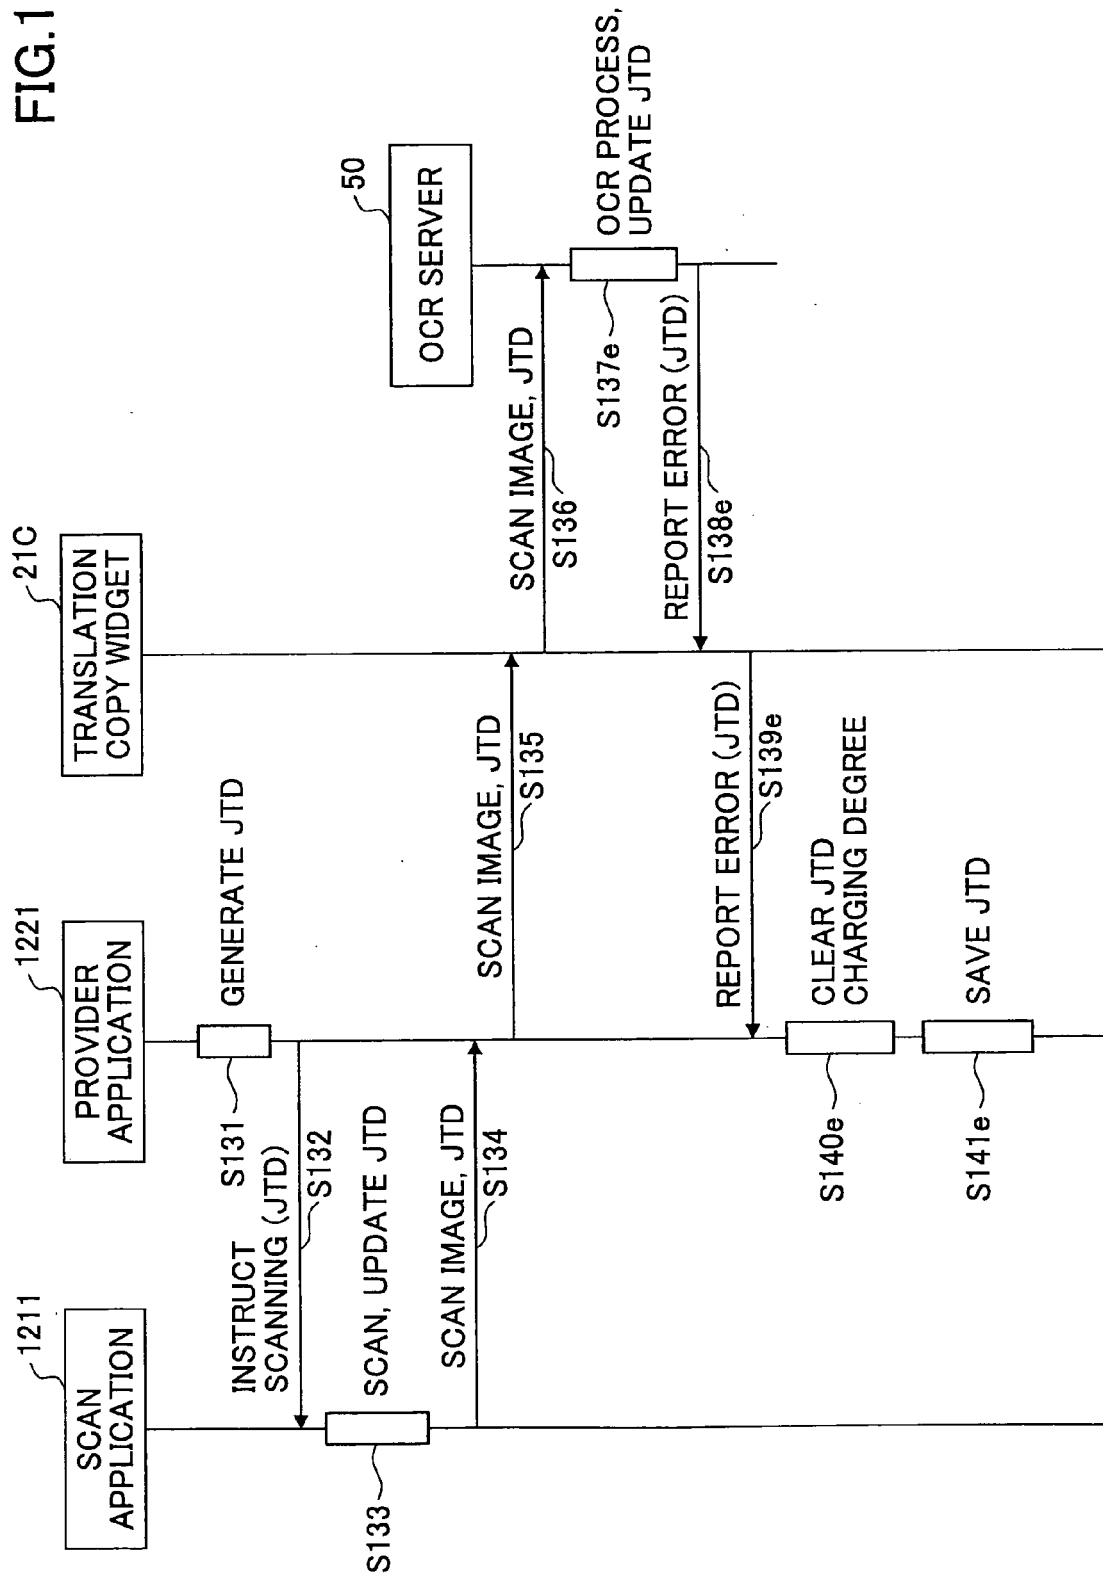 FIG.1
1211
SCAN
APPLICATION
1221
PROVIDER
APPLICATION
21C
TRANSLATION
COPY WIDGET
50
OCR SERVER
S131
GENERATE JTD
INSTRUCT
SCANNING (JTD)
S132
S133
SCAN, UPDATE JTD
SCAN IMAGE, JTD
S134
SCAN IMAGE, JTD
S135
SCAN IMAGE, JTD
S136
S137e
OCR PROCESS,
UPDATE JTD
REPORT ERROR (JTD)
S138e
REPORT ERROR (JTD)
S139e
S140e
CLEAR JTD
CHARGING DEGREE
S141e
SAVE JTD